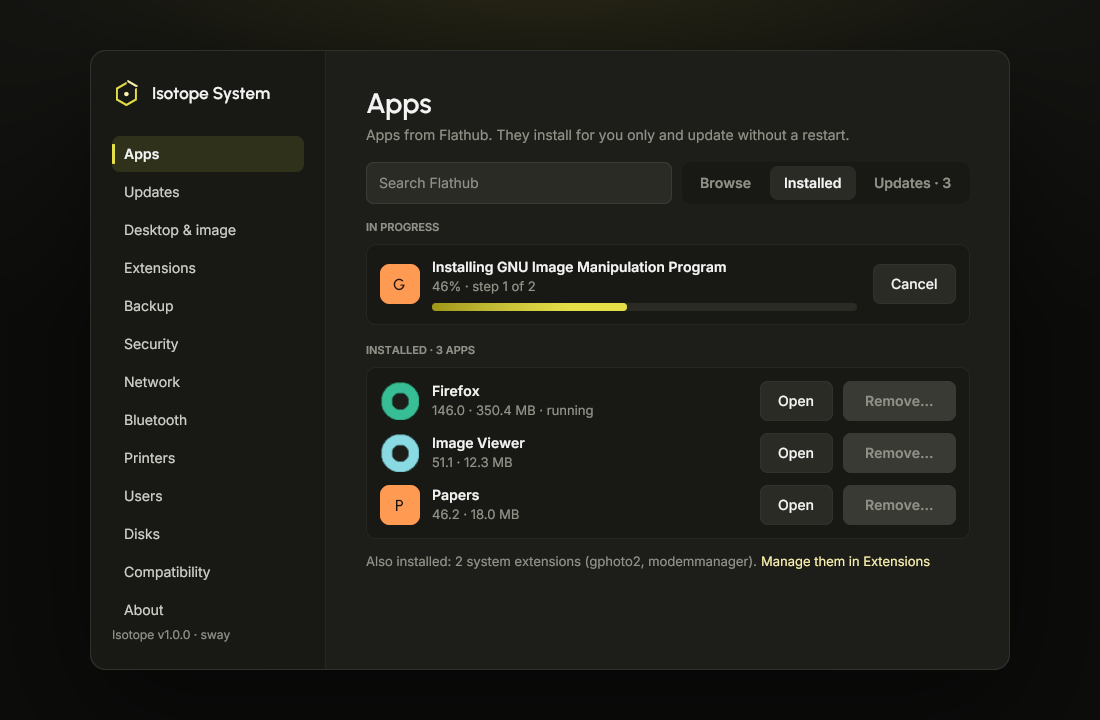 Isotope System
Apps
Updates
Desktop & image
Extensions
Backup
Security
Network
Bluetooth
Printers
Users
Disks
Compatibility
About
Isotope v1.0.0 · sway
Apps
Apps from Flathub. They install for you only and update without a restart.
Search Flathub
Browse
Installed
Updates · 3
IN PROGRESS
G
Installing GNU Image Manipulation Program
46% · step 1 of 2
Cancel
INSTALLED · 3 APPS
Firefox
146.0 · 350.4 MB · running
Open
Remove...
Image Viewer
51.1 · 12.3 MB
Open
Remove...
P
Papers
46.2 · 18.0 MB
Open
Remove...
Also installed: 2 system extensions (gphoto2, modemmanager). Manage them in Extensions